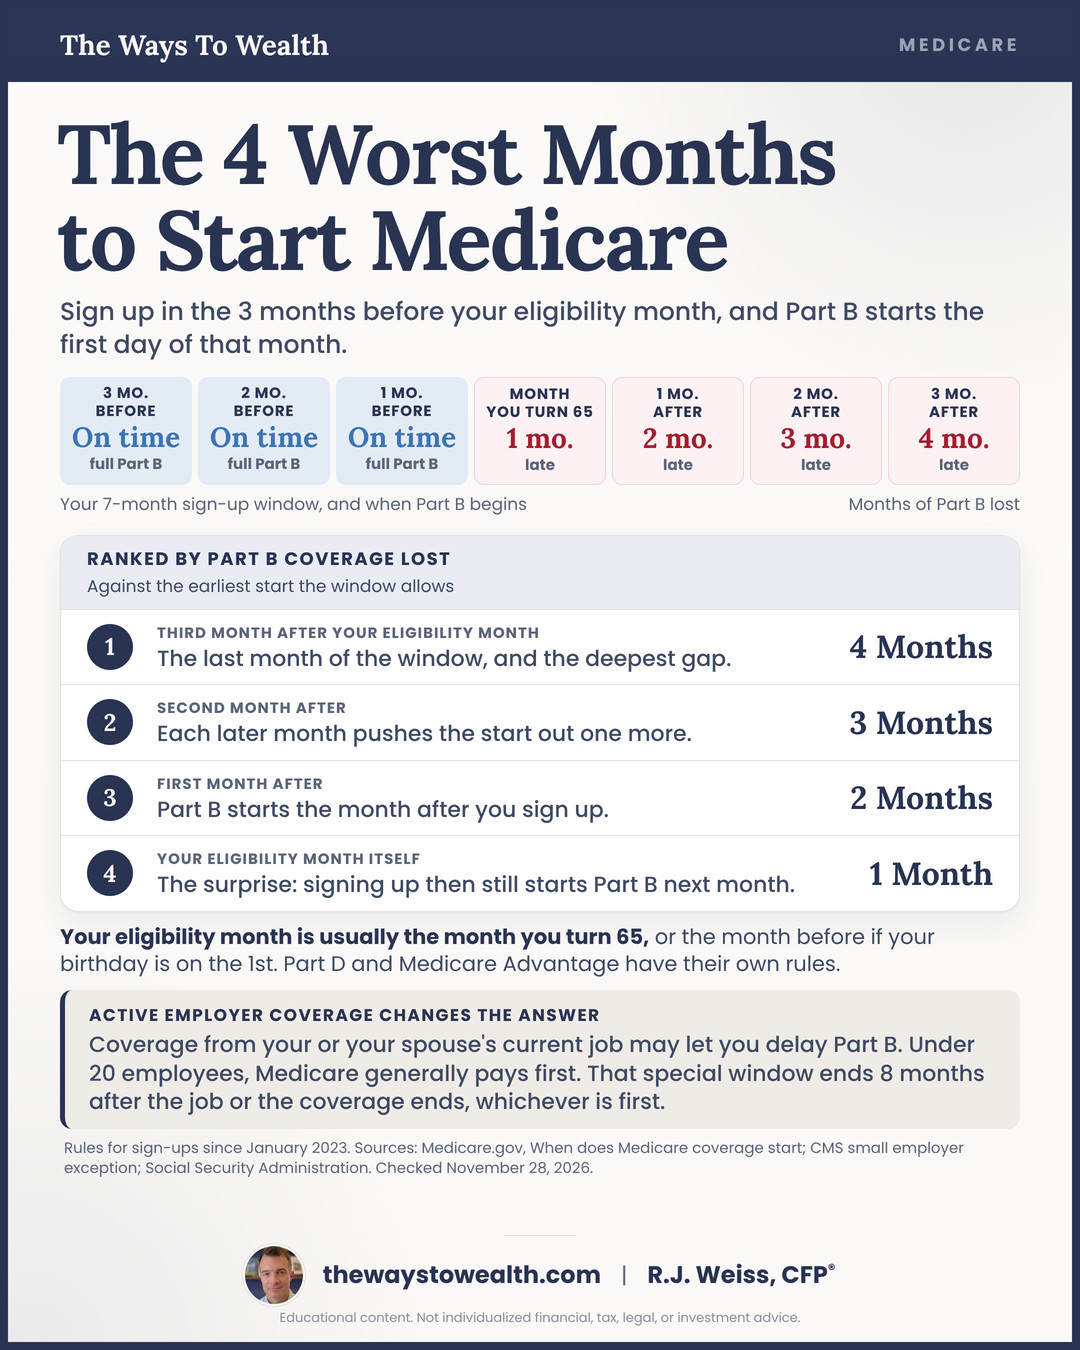 The Ways To Wealth
MEDICARE
The 4 Worst Months
to Start Medicare
Sign up in the 3 months before your eligibility month, and Part B starts the
first day of that month.
3 MO.
BEFORE
On time
full Part B
2 MO.
BEFORE
On time
full Part B
1 MO.
BEFORE
On time
full Part B
MONTH
YOU TURN 65
1 mo.
late
1 MO.
AFTER
2 mo.
late
2 MO.
AFTER
3 mo.
late
3 MO.
AFTER
4 mo.
late
Your 7-month sign-up window, and when Part B begins
Months of Part B lost
RANKED BY PART B COVERAGE LOST
Against the earliest start the window allows
1
THIRD MONTH AFTER YOUR ELIGIBILITY MONTH
The last month of the window, and the deepest gap.
4 Months
2
SECOND MONTH AFTER
Each later month pushes the start out one more.
3 Months
3
FIRST MONTH AFTER
Part B starts the month after you sign up.
2 Months
4
YOUR ELIGIBILITY MONTH ITSELF
The surprise: signing up then still starts Part B next month.
1 Month
Your eligibility month is usually the month you turn 65, or the month before if your
birthday is on the 1st. Part D and Medicare Advantage have their own rules.
ACTIVE EMPLOYER COVERAGE CHANGES THE ANSWER
Coverage from your or your spouse's current job may let you delay Part B. Under
20 employees, Medicare generally pays first. That special window ends 8 months
after the job or the coverage ends, whichever is first.
Rules for sign-ups since January 2023. Sources: Medicare.gov, When does Medicare coverage start; CMS small employer
exception; Social Security Administration. Checked November 28, 2026.
thewaystowealth.com | R.J. Weiss, CFP®
Educational content. Not individualized financial, tax, legal, or investment advice.